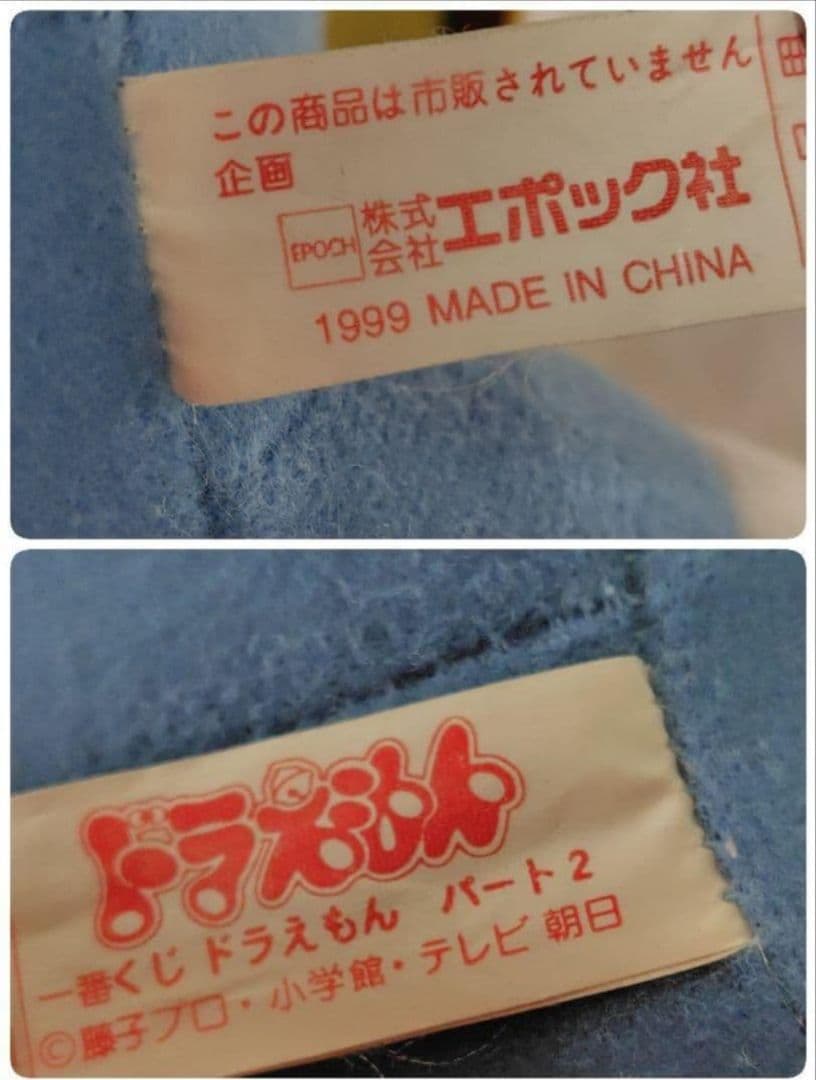 この商品は市販されていません
企画
EPOCH 株式会社エポック社
1999 MADE IN CHINA
ドラえもん
一番くじ ドラえもん パート2
©藤子プロ・小学館・テレビ朝日